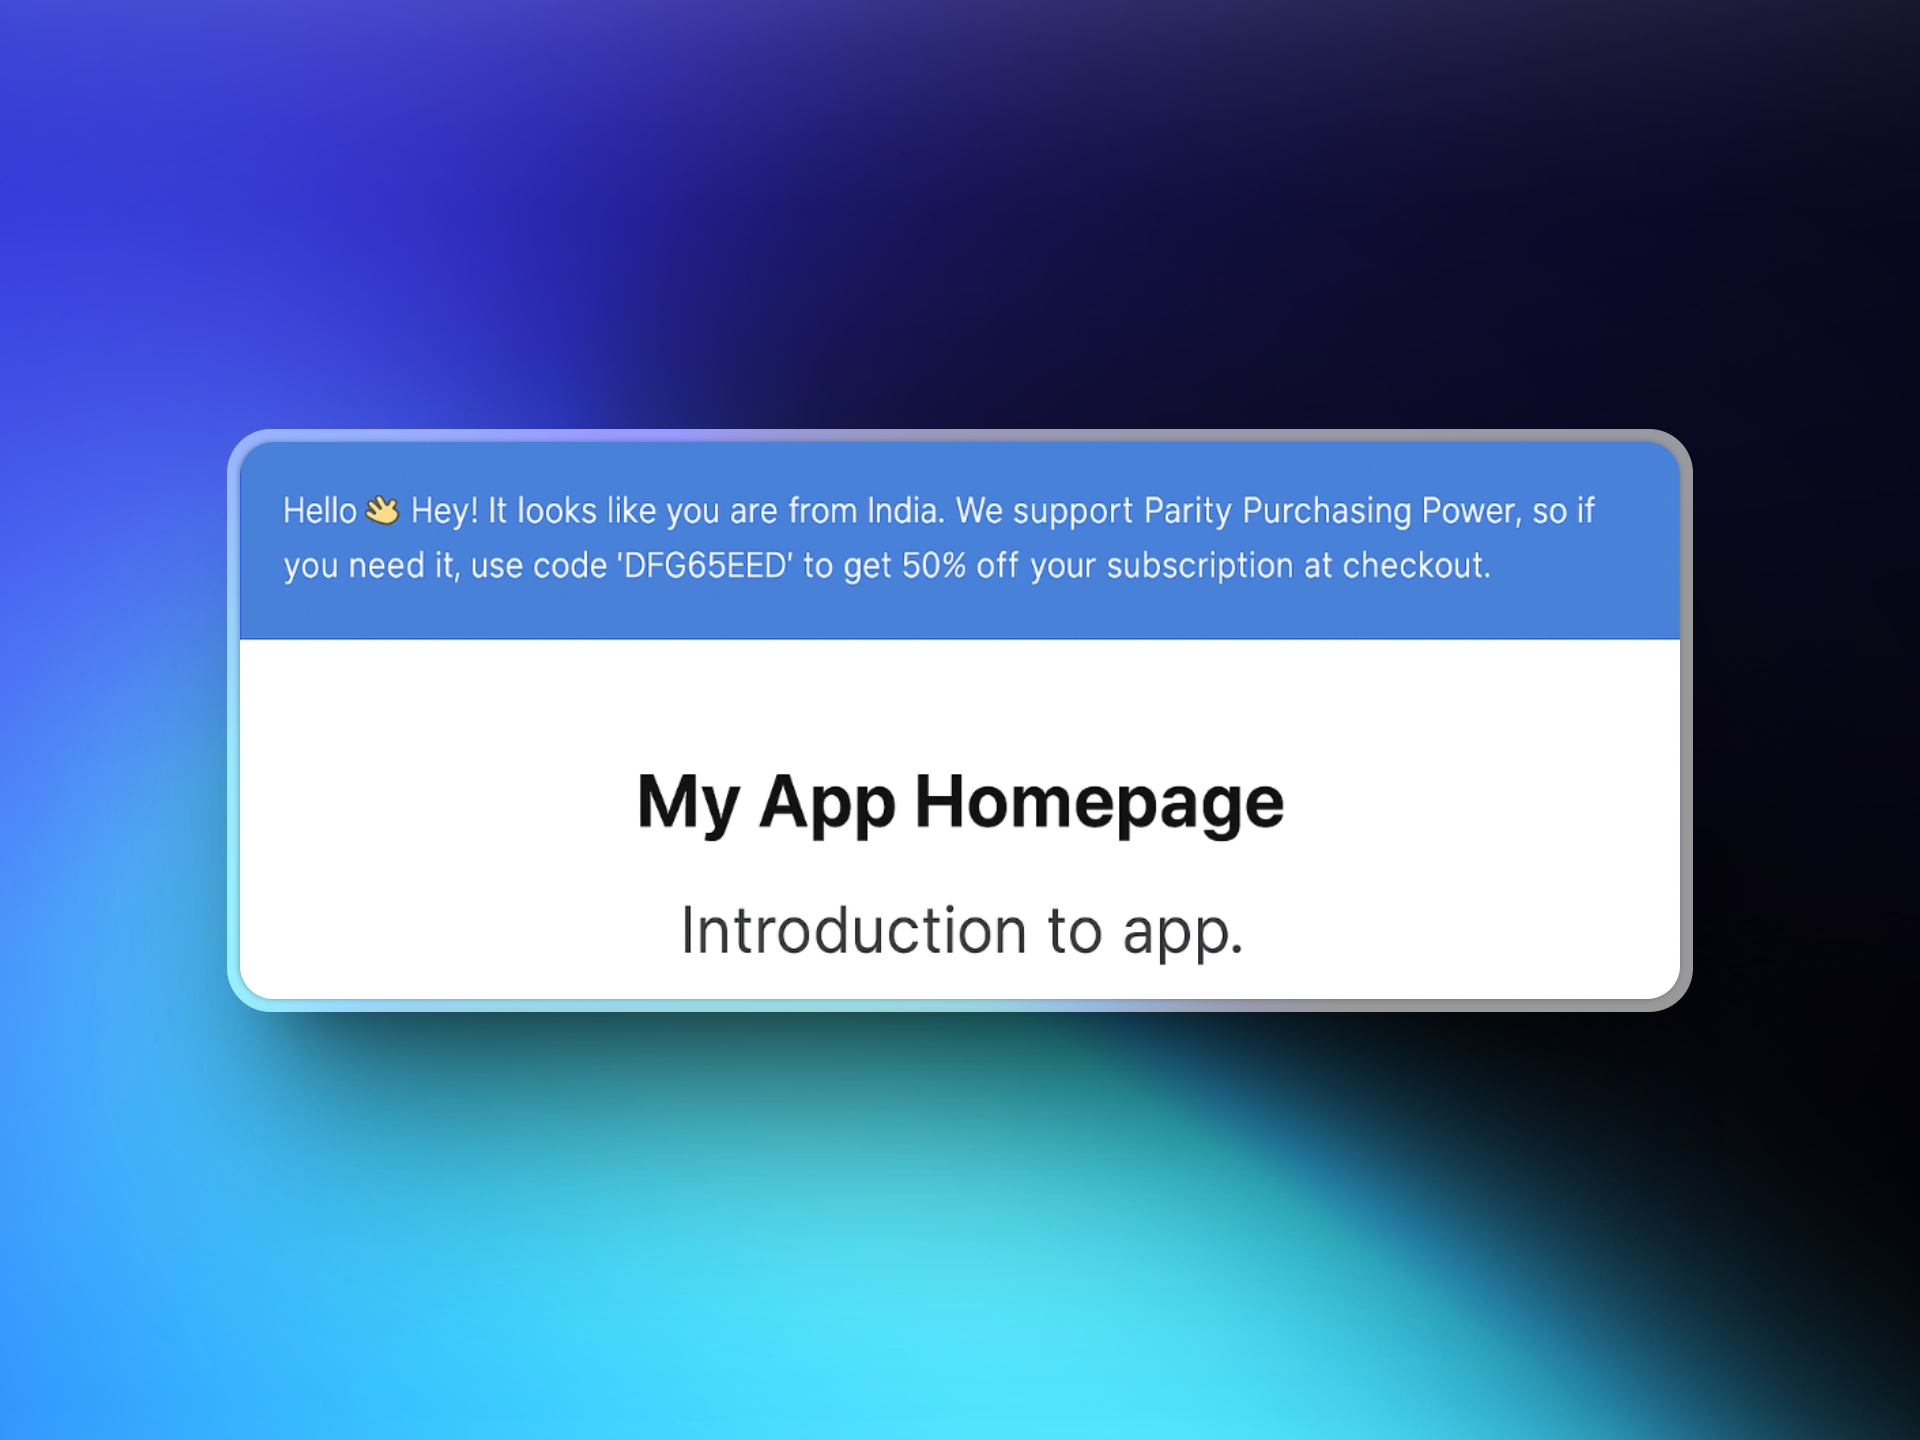 Hello 👋 Hey! It looks like you are from India. We support Parity Purchasing Power, so if
you need it, use code 'DFG65EED' to get 50% off your subscription at checkout.
My App Homepage
Introduction to app.